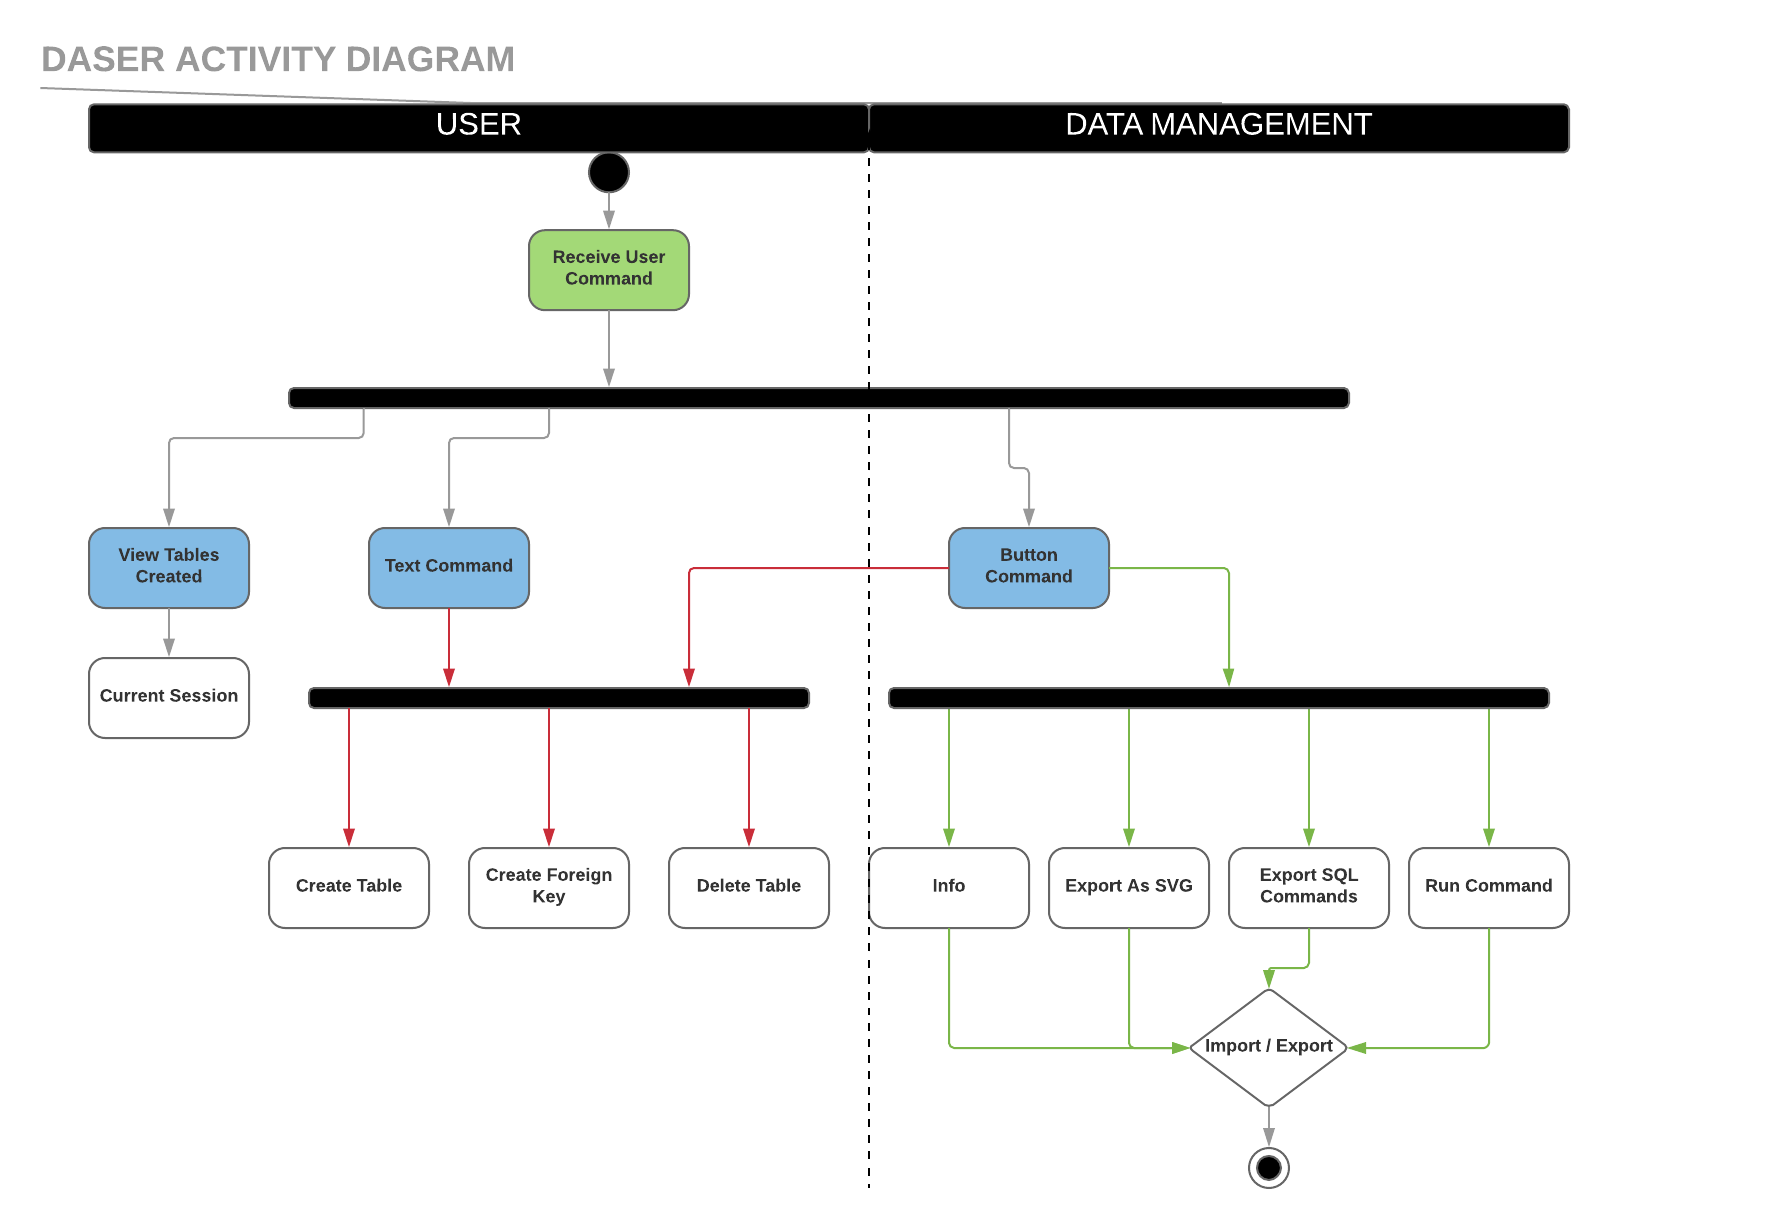 DASER ACTIVITY DIAGRAM
USER
DATA MANAGEMENT
Receive User
Command
View Tables
Created
Text Command
Button
Command
Current Session
Create Table
Create Foreign
Key
Delete Table
Info
Export As SVG
Export SQL
Commands
Run Command
Import / Export